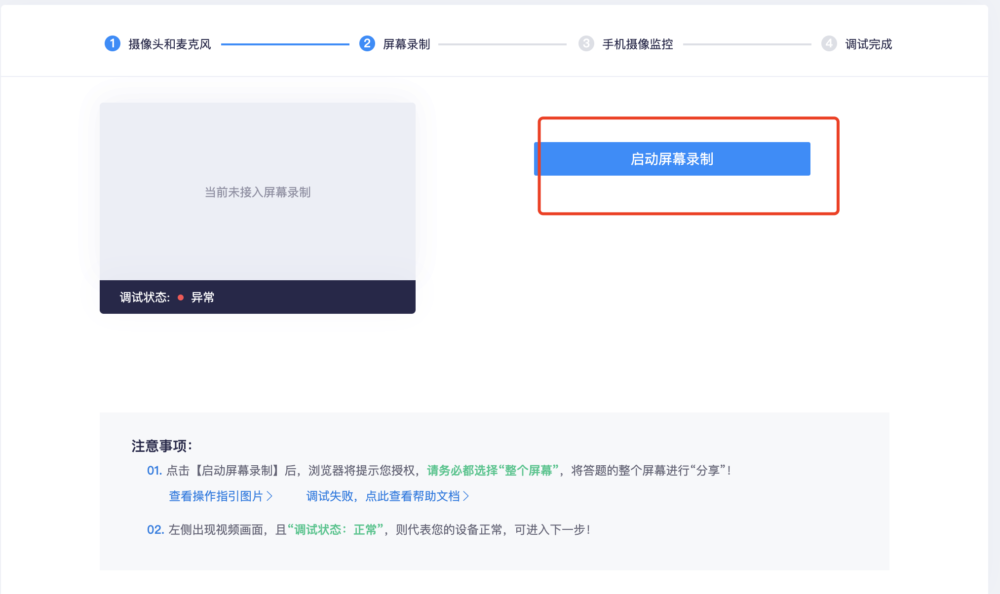 1 摄像头和麦克风 2 屏幕录制 3 手机摄像监控 4 调试完成
启动屏幕录制
当前未接入屏幕录制
调试状态: 异常
注意事项：
01. 点击【启动屏幕录制】后，浏览器将提示您授权，请务必都选择“整个屏幕”，将答题的整个屏幕进行“分享”！
查看操作指引图片 调试失败，点此查看帮助文档
02. 左侧出现视频画面，且“调试状态：正常”，则代表您的设备正常，可进入下一步！